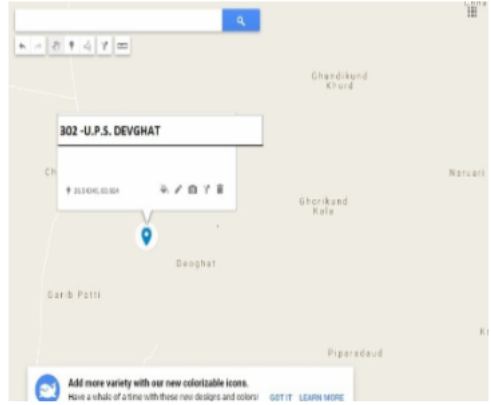 Ghandikund
Khurd
302 -U.P.S. DEVGHAT
Naruari
Ghorikund
Kala
Deoghat
Garib Patti
Piparadaud
Add more variety with our new colorizable icons.
Have a whale of a time with these new designs and colors!
GOT IT LEARN MORE